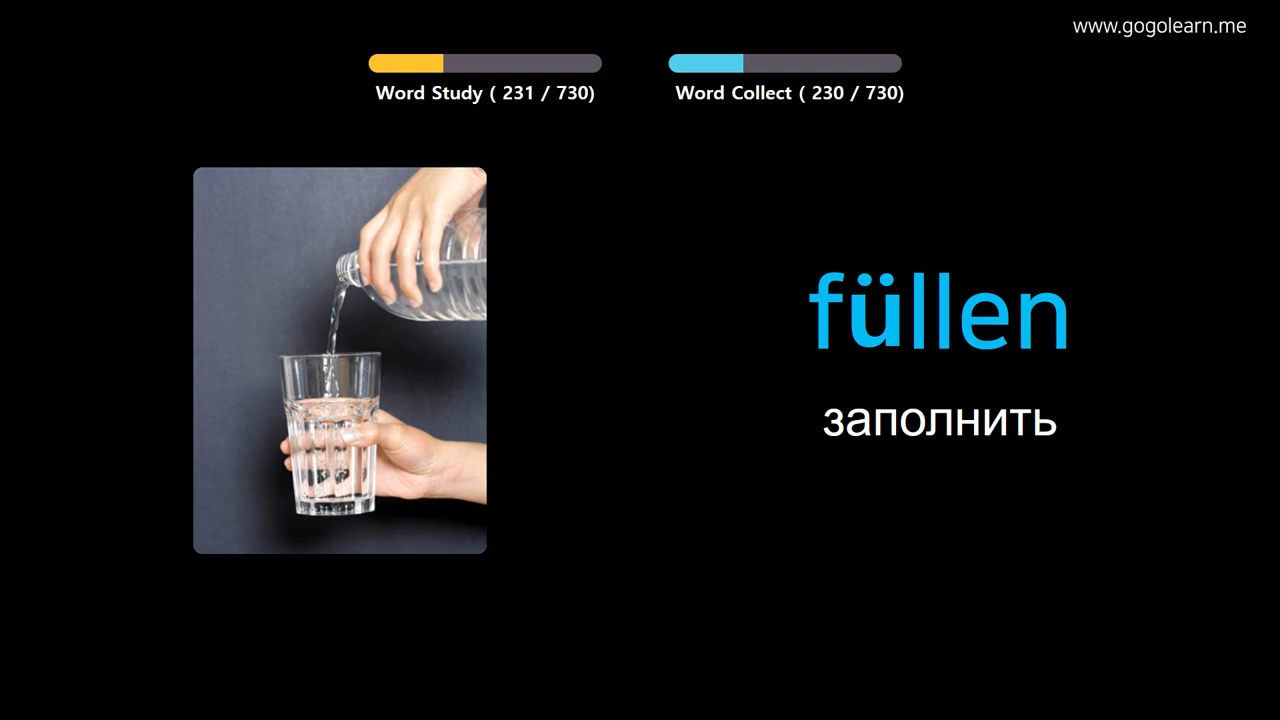 www.gogolearn.me
Word Study ( 231 / 730)
Word Collect ( 230 / 730)
füllen
заполнить